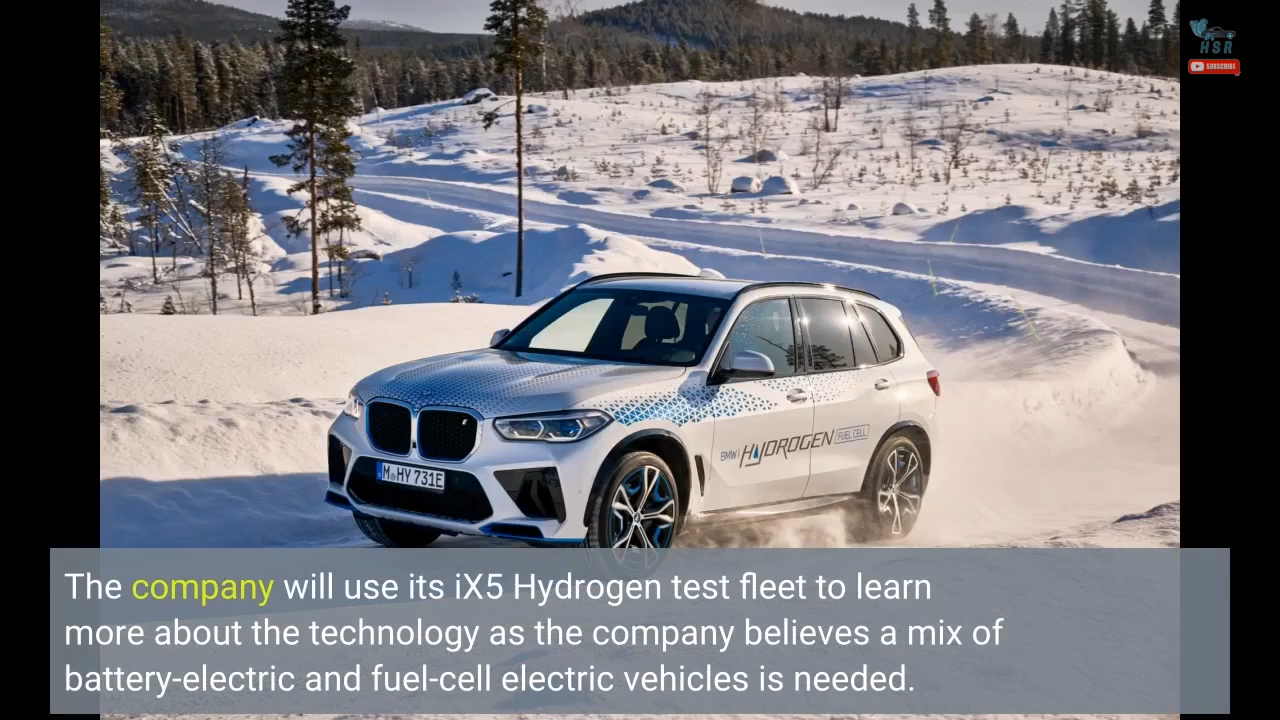 HSR
SUBSCRIBE
BMW i HYDROGEN FUEL CELL
M HY 731E
The company will use its iX5 Hydrogen test fleet to learn
more about the technology as the company believes a mix of
battery-electric and fuel-cell electric vehicles is needed.